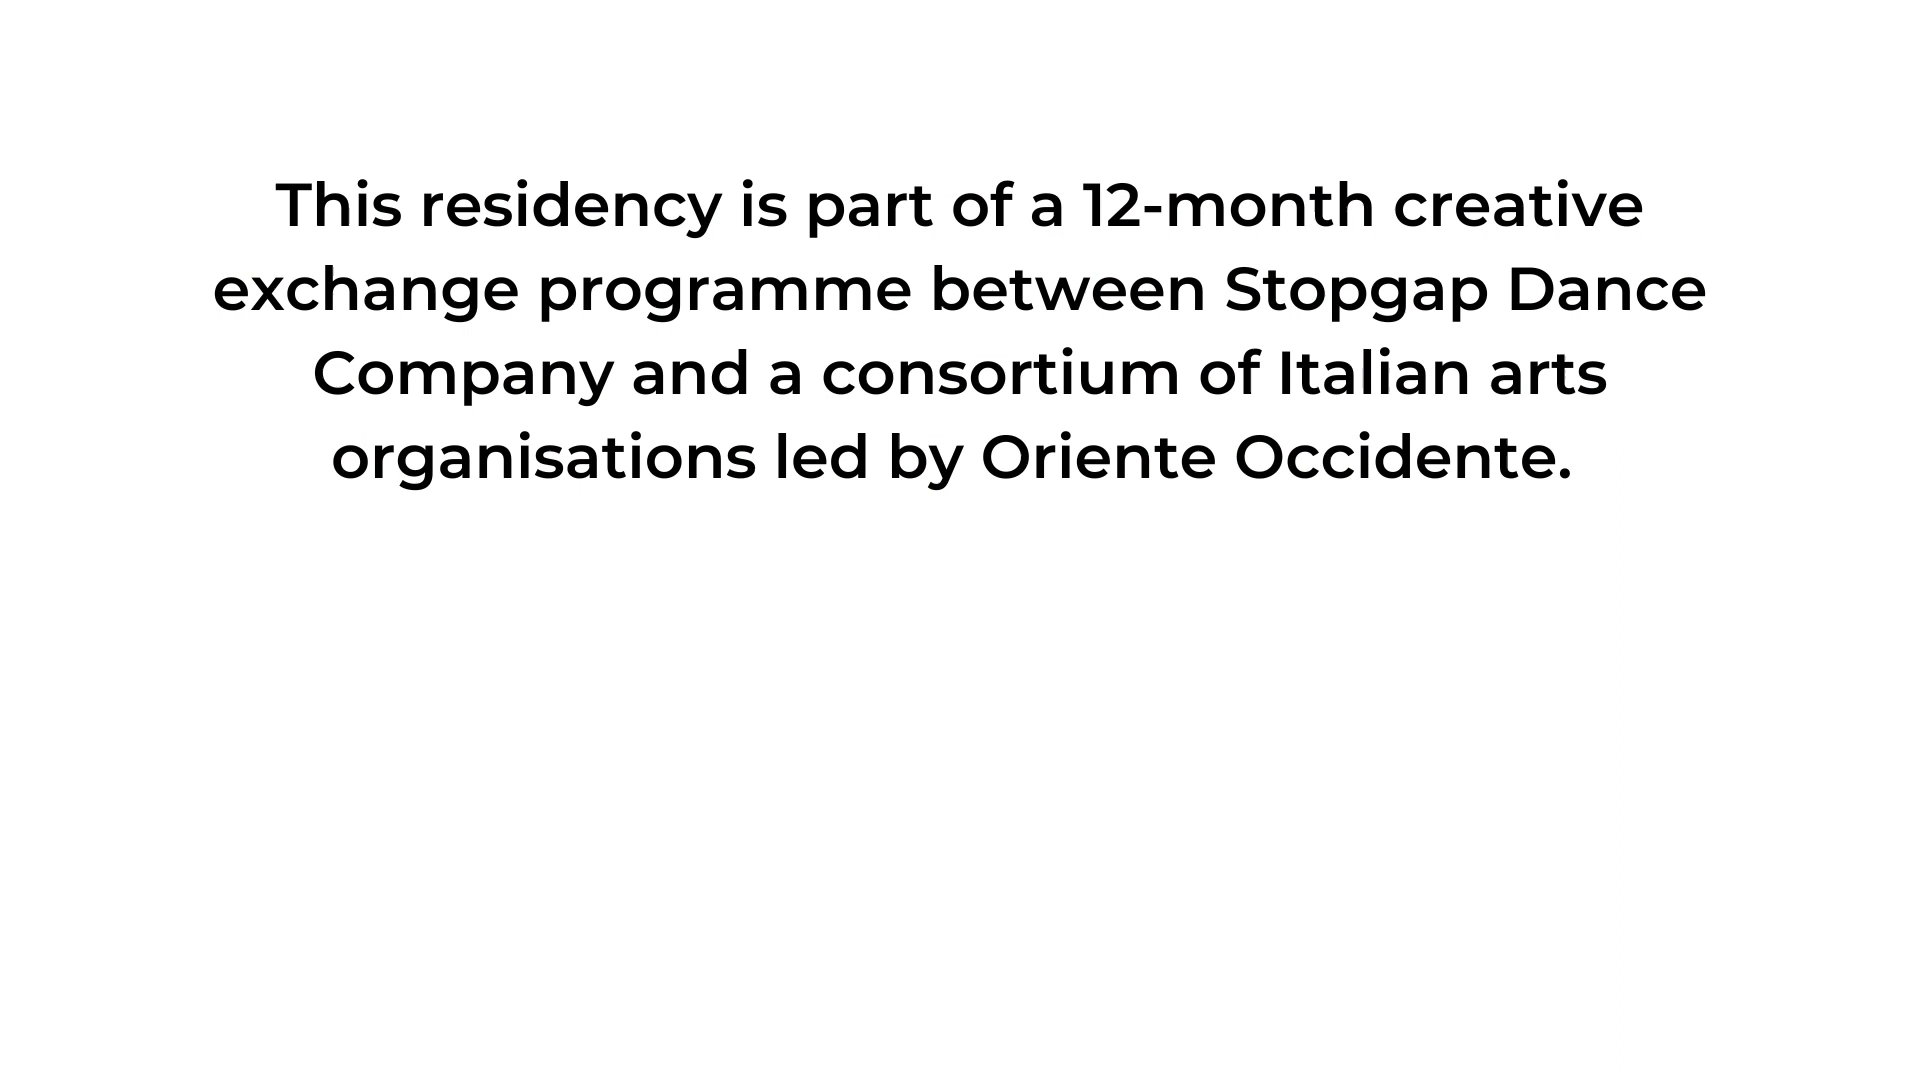 This residency is part of a 12-month creative
exchange programme between Stopgap Dance
Company and a consortium of Italian arts
organisations led by Oriente Occidente.